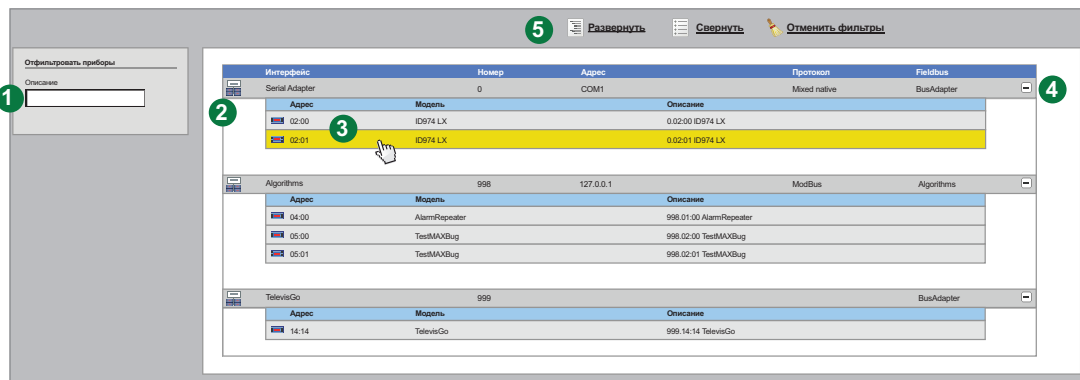 5 Развернуть Свернуть Отменить фильтры
Отфильтровать приборы
Описание
1
Интерфейс Номер Адрес Протокол Fieldbus
Serial Adapter 0 COM1 Mixed native BusAdapter
4
2
Адрес Модель Описание
02:00 ID974 LX 0.02:00 ID974 LX
3
02:01 ID974 LX 0.02:01 ID974 LX
Algorithms 998 127.0.0.1 ModBus Algorithms
Адрес Модель Описание
04:00 AlarmRepeater 998.01:00 AlarmRepeater
05:00 TestMAXBug 998.02:00 TestMAXBug
05:01 TestMAXBug 998.02:01 TestMAXBug
TelevisGo 999 BusAdapter
Адрес Модель Описание
14:14 TelevisGo 999.14:14 TelevisGo